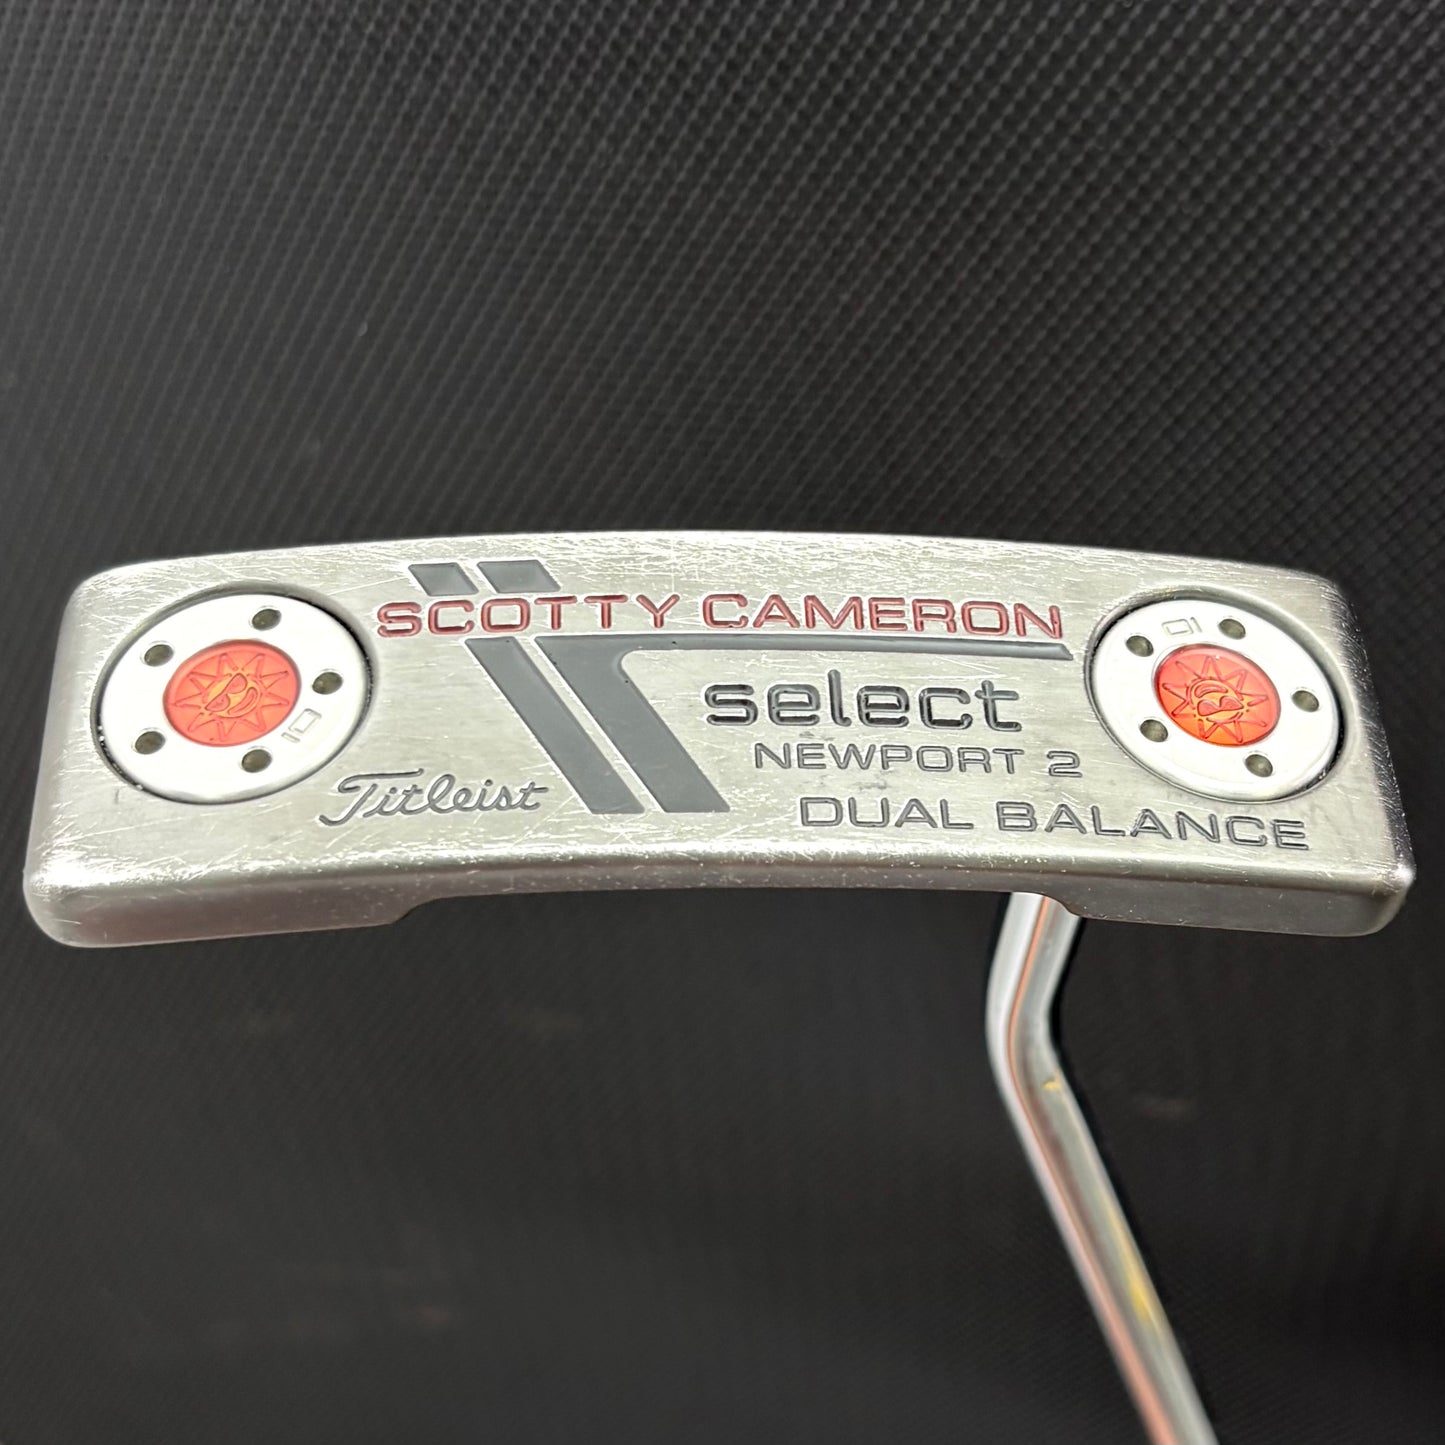 SCOTTY CAMERON
select
NEWPORT 2
DUAL BALANCE
Titleist
10
10